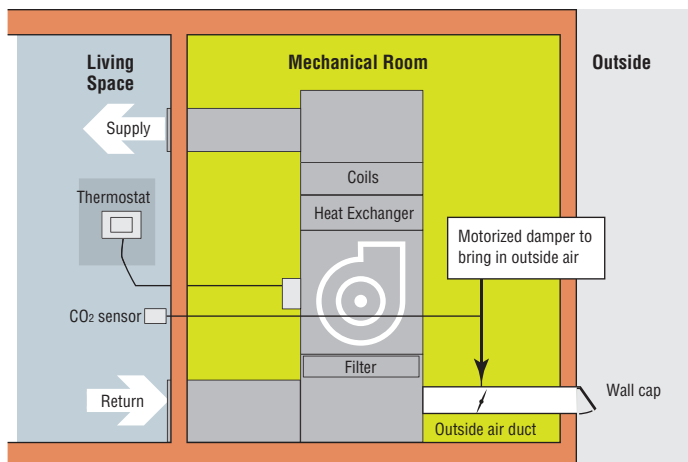 Living
Space
Mechanical Room
Outside
Supply
Coils
Thermostat
Heat Exchanger
Motorized damper to
bring in outside air
CO2 sensor
Filter
Return
Wall cap
Outside air duct